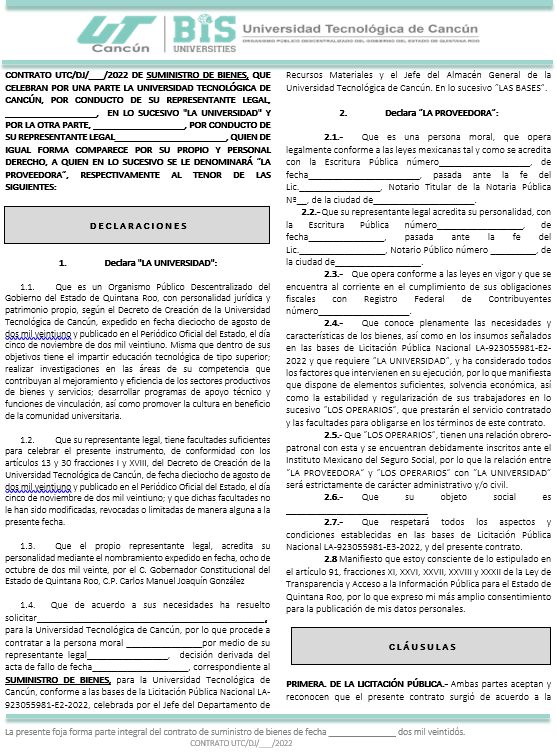 UT
Cancún
BIS
UNIVERSITIES
Universidad Tecnológica de Cancún
ORGANISMO PÚBLICO DESCENTRALIZADO DEL GOBIERNO DEL ESTADO DE QUINTANA ROO
CONTRATO UTC/DJ/___/2022 DE SUMINISTRO DE BIENES, QUE
CELEBRAN POR UNA PARTE LA UNIVERSIDAD TECNOLÓGICA DE
CANCÚN, POR CONDUCTO DE SU REPRESENTANTE LEGAL,
____________________, EN LO SUCESIVO "LA UNIVERSIDAD" Y
POR LA OTRA PARTE, ____________________, POR CONDUCTO DE
SU REPRESENTANTE LEGAL____________________, QUIEN DE
IGUAL FORMA COMPARECE POR SU PROPIO Y PERSONAL
DERECHO, A QUIEN EN LO SUCESIVO SE LE DENOMINARÁ “LA
PROVEEDORA”, RESPECTIVAMENTE AL TENOR DE LAS
SIGUIENTES:
DECLARACIONES
1. Declara "LA UNIVERSIDAD":
1.1. Que es un Organismo Público Descentralizado del
Gobierno del Estado de Quintana Roo, con personalidad jurídica y
patrimonio propio, según el Decreto de Creación de la Universidad
Tecnológica de Cancún, expedido en fecha dieciocho de agosto de
dos mil veintiuno y publicado en el Periódico Oficial del Estado, el día
cinco de noviembre de dos mil veintiuno. Misma que dentro de sus
objetivos tiene el impartir educación tecnológica de tipo superior;
realizar investigaciones en las áreas de su competencia que
contribuyan al mejoramiento y eficiencia de los sectores productivos
de bienes y servicios; desarrollar programas de apoyo técnico y
funciones de vinculación, así como promover la cultura en beneficio
de la comunidad universitaria.
1.2. Que su representante legal, tiene facultades suficientes
para celebrar el presente instrumento, de conformidad con los
artículos 13 y 30 fracciones I y XVIII, del Decreto de Creación de la
Universidad Tecnológica de Cancún, de fecha dieciocho de agosto de
dos mil veintiuno y publicado en el Periódico Oficial del Estado, el día
cinco de noviembre de dos mil veintiuno; y que dichas facultades no
le han sido modificadas, revocadas o limitadas de manera alguna a la
presente fecha.
1.3. Que el propio representante legal, acredita su
personalidad mediante el nombramiento expedido en fecha, ocho de
octubre de dos mil veinte, por el C. Gobernador Constitucional del
Estado de Quintana Roo, C.P. Carlos Manuel Joaquín González
1.4. Que de acuerdo a sus necesidades ha resuelto
solicitar____________________,
para la Universidad Tecnológica de Cancún, por lo que procede a
contratar a la persona moral ____________________por medio de su
representante legal____________________, decisión derivada del
acta de fallo de fecha____________________, correspondiente al
SUMINISTRO DE BIENES, para la Universidad Tecnológica de
Cancún, conforme a las bases de la Licitación Pública Nacional LA-
923055981-E2-2022, celebrada por el Jefe del Departamento de
Recursos Materiales y el Jefe del Almacén General de la
Universidad Tecnológica de Cancún. En lo sucesivo “LAS BASES”.
2. Declara “LA PROVEEDORA”:
2.1.- Que es una persona moral, que opera
legalmente conforme a las leyes mexicanas tal y como se acredita
con la Escritura Pública número____________________, de
fecha____________________, pasada ante la fe del
Lic.____________________, Notario Titular de la Notaría Pública
Nº__, de la ciudad de____________________.
2.2.- Que su representante legal acredita su personalidad, con
la Escritura Pública número____________________, de
fecha____________________, pasada ante la fe del
Lic.____________________, Notario Público número __________, de
la ciudad de____________________.
2.3.- Que opera conforme a las leyes en vigor y que se
encuentra al corriente en el cumplimiento de sus obligaciones
fiscales con Registro Federal de Contribuyentes
número____________________.
2.4.- Que conoce plenamente las necesidades y
características de los bienes, así como en los insumos señalados
en las bases de Licitación Pública Nacional LA-923055981-E2-
2022 y que requiere “LA UNIVERSIDAD”, y ha considerado todos
los factores que intervienen en su ejecución, por lo que manifiesta
que dispone de elementos suficientes, solvencia económica, así
como la estabilidad y regularización de sus trabajadores en lo
sucesivo “LOS OPERARIOS”, que prestarán el servicio contratado
y las facultades para obligarse en los términos de este contrato.
2.5.- Que “LOS OPERARIOS”, tienen una relación obrero-
patronal con esta y se encuentran debidamente inscritos ante el
Instituto Mexicano del Seguro Social, por lo que la relación entre
“LA PROVEEDORA” y “LOS OPERARIOS” con “LA UNIVERSIDAD”
será estrictamente de carácter administrativo y/o civil.
2.6.- Que su objeto social es
____________________
2.7.- Que respetará todos los aspectos y
condiciones establecidas en las bases de Licitación Pública
Nacional LA-923055981-E3-2022, y del presente contrato.
2.8 Manifiesto que estoy consciente de lo estipulado en
el artículo 91, fracciones XI, XXVI, XXVII, XXVIII y XXXII de la Ley de
Transparencia y Acceso a la Información Pública para el Estado de
Quintana Roo, por lo que expreso mi más amplio consentimiento
para la publicación de mis datos personales.
CLÁUSULAS
PRIMERA. DE LA LICITACIÓN PÚBLICA.- Ambas partes aceptan y
reconocen que el presente contrato surgió de acuerdo a la
La presente foja forma parte integral del contrato de suministro de bienes de fecha ________________ dos mil veintidós.
CONTRATO UTC/DJ/___/2022